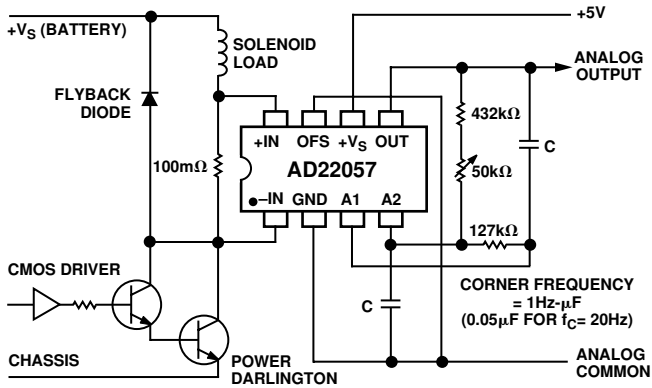 +5V
+VS (BATTERY)
SOLENOID
LOAD
ANALOG
OUTPUT
FLYBACK
DIODE
432kΩ
C
+IN OFS +VS OUT
100mΩ
AD22057
50kΩ
–IN GND A1 A2
127kΩ
CMOS DRIVER
C
CORNER FREQUENCY
= 1Hz-μF
(0.05μF FOR fC= 20Hz)
CHASSIS
POWER
DARLINGTON
ANALOG
COMMON